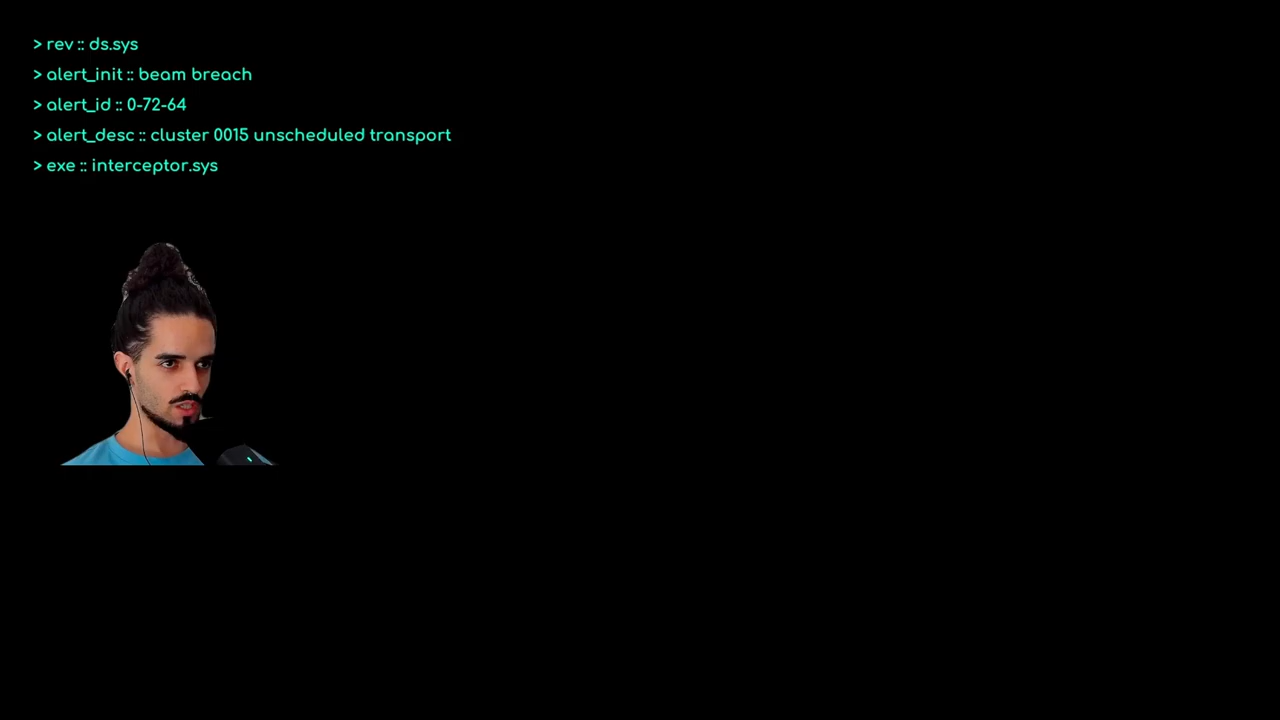 > rev :: ds.sys
> alert_init :: beam breach
> alert_id :: 0-72-64
> alert_desc :: cluster 0015 unscheduled transport
> exe :: interceptor.sys